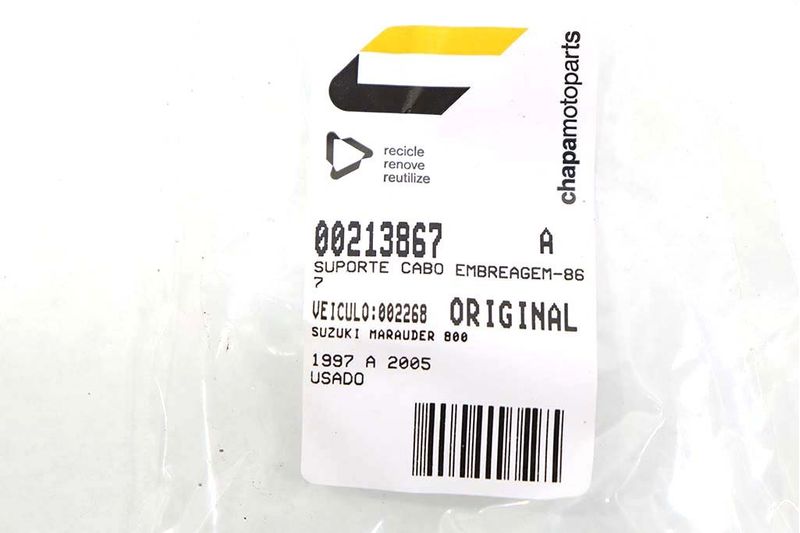 chapamotoparts
recicle
renove
reutilize
00213867 A
SUPORTE CABO EMBREAGEM-86
7
VEICULO:002268 ORIGINAL
SUZUKI MARAUDER 800
1997 A 2005
USADO